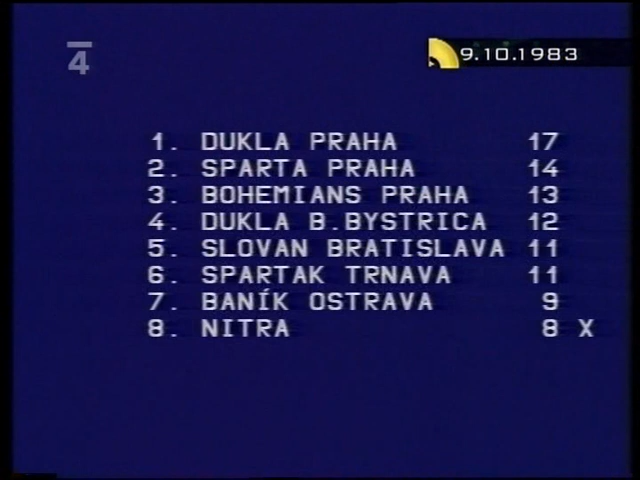 4
9.10.1983
1. DUKLA PRAHA 17
2. SPARTA PRAHA 14
3. BOHEMIANS PRAHA 13
4. DUKLA B.BYSTRICA 12
5. SLOVAN BRATISLAVA 11
6. SPARTAK TRNAVA 11
7. BANÍK OSTRAVA 9
8. NITRA 8 X